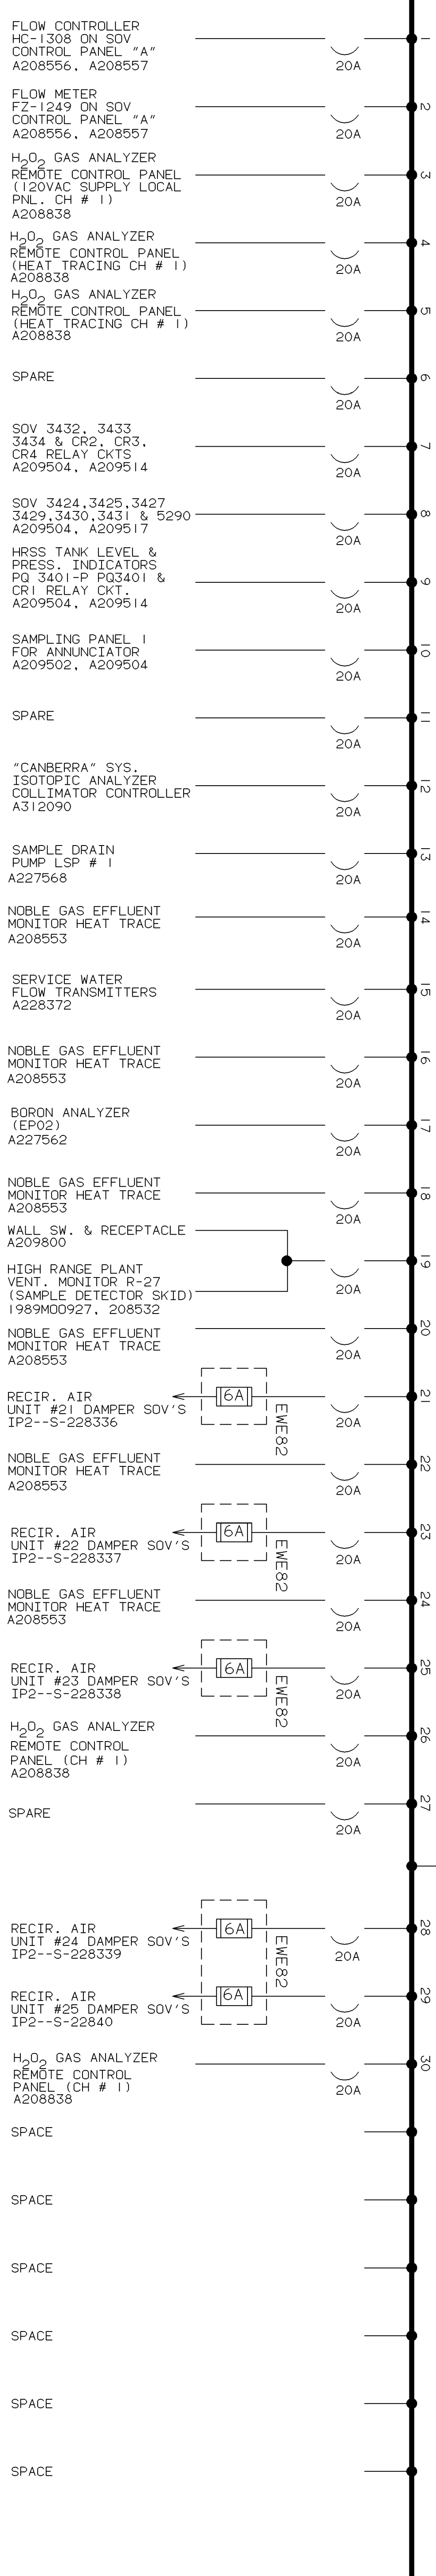 FLOW CONTROLLER
HC-1308 ON SOV
CONTROL PANEL "A"
A208556, A208557
20A
1
FLOW METER
FZ-1249 ON SOV
CONTROL PANEL "A"
A208556, A208557
20A
2
H2O2 GAS ANALYZER
REMOTE CONTROL PANEL
(120VAC SUPPLY LOCAL
PNL. CH # 1)
A208838
20A
3
H2O2 GAS ANALYZER
REMOTE CONTROL PANEL
(HEAT TRACING CH # 1)
A208838
20A
4
H2O2 GAS ANALYZER
REMOTE CONTROL PANEL
(HEAT TRACING CH # 1)
A208838
20A
5
SPARE
20A
6
SOV 3432, 3433
3434 & CR2, CR3,
CR4 RELAY CKTS
A209504, A209514
20A
7
SOV 3424,3425,3427
3429,3430,3431 & 5290
A209504, A209517
20A
8
HRSS TANK LEVEL &
PRESS. INDICATORS
PQ 3401-P PQ3401 &
CR1 RELAY CKT.
A209504, A209514
20A
9
SAMPLING PANEL 1
FOR ANNUNCIATOR
A209502, A209504
20A
10
SPARE
20A
11
"CANBERRA" SYS.
ISOTOPIC ANALYZER
COLLIMATOR CONTROLLER
A312090
20A
12
SAMPLE DRAIN
PUMP LSP # 1
A227568
20A
13
NOBLE GAS EFFLUENT
MONITOR HEAT TRACE
A208553
20A
14
SERVICE WATER
FLOW TRANSMITTERS
A228372
20A
15
NOBLE GAS EFFLUENT
MONITOR HEAT TRACE
A208553
20A
16
BORON ANALYZER
(EP02)
A227562
20A
17
NOBLE GAS EFFLUENT
MONITOR HEAT TRACE
A208553
20A
18
WALL SW. & RECEPTACLE
A209800
HIGH RANGE PLANT
VENT. MONITOR R-27
(SAMPLE DETECTOR SKID)
1989M00927, 208532
20A
19
NOBLE GAS EFFLUENT
MONITOR HEAT TRACE
A208553
20A
20
RECIR. AIR
UNIT #21 DAMPER SOV'S
IP2--S-228336
6A
EWE82
20A
21
NOBLE GAS EFFLUENT
MONITOR HEAT TRACE
A208553
20A
22
RECIR. AIR
UNIT #22 DAMPER SOV'S
IP2--S-228337
6A
EWE82
20A
23
NOBLE GAS EFFLUENT
MONITOR HEAT TRACE
A208553
20A
24
RECIR. AIR
UNIT #23 DAMPER SOV'S
IP2--S-228338
6A
EWE82
20A
25
H2O2 GAS ANALYZER
REMOTE CONTROL
PANEL (CH # 1)
A208838
20A
26
SPARE
20A
27
RECIR. AIR
UNIT #24 DAMPER SOV'S
IP2--S-228339
6A
EWE82
20A
28
RECIR. AIR
UNIT #25 DAMPER SOV'S
IP2--S-22840
6A
20A
29
H2O2 GAS ANALYZER
REMOTE CONTROL
PANEL (CH # 1)
A208838
20A
30
SPACE
SPACE
SPACE
SPACE
SPACE
SPACE